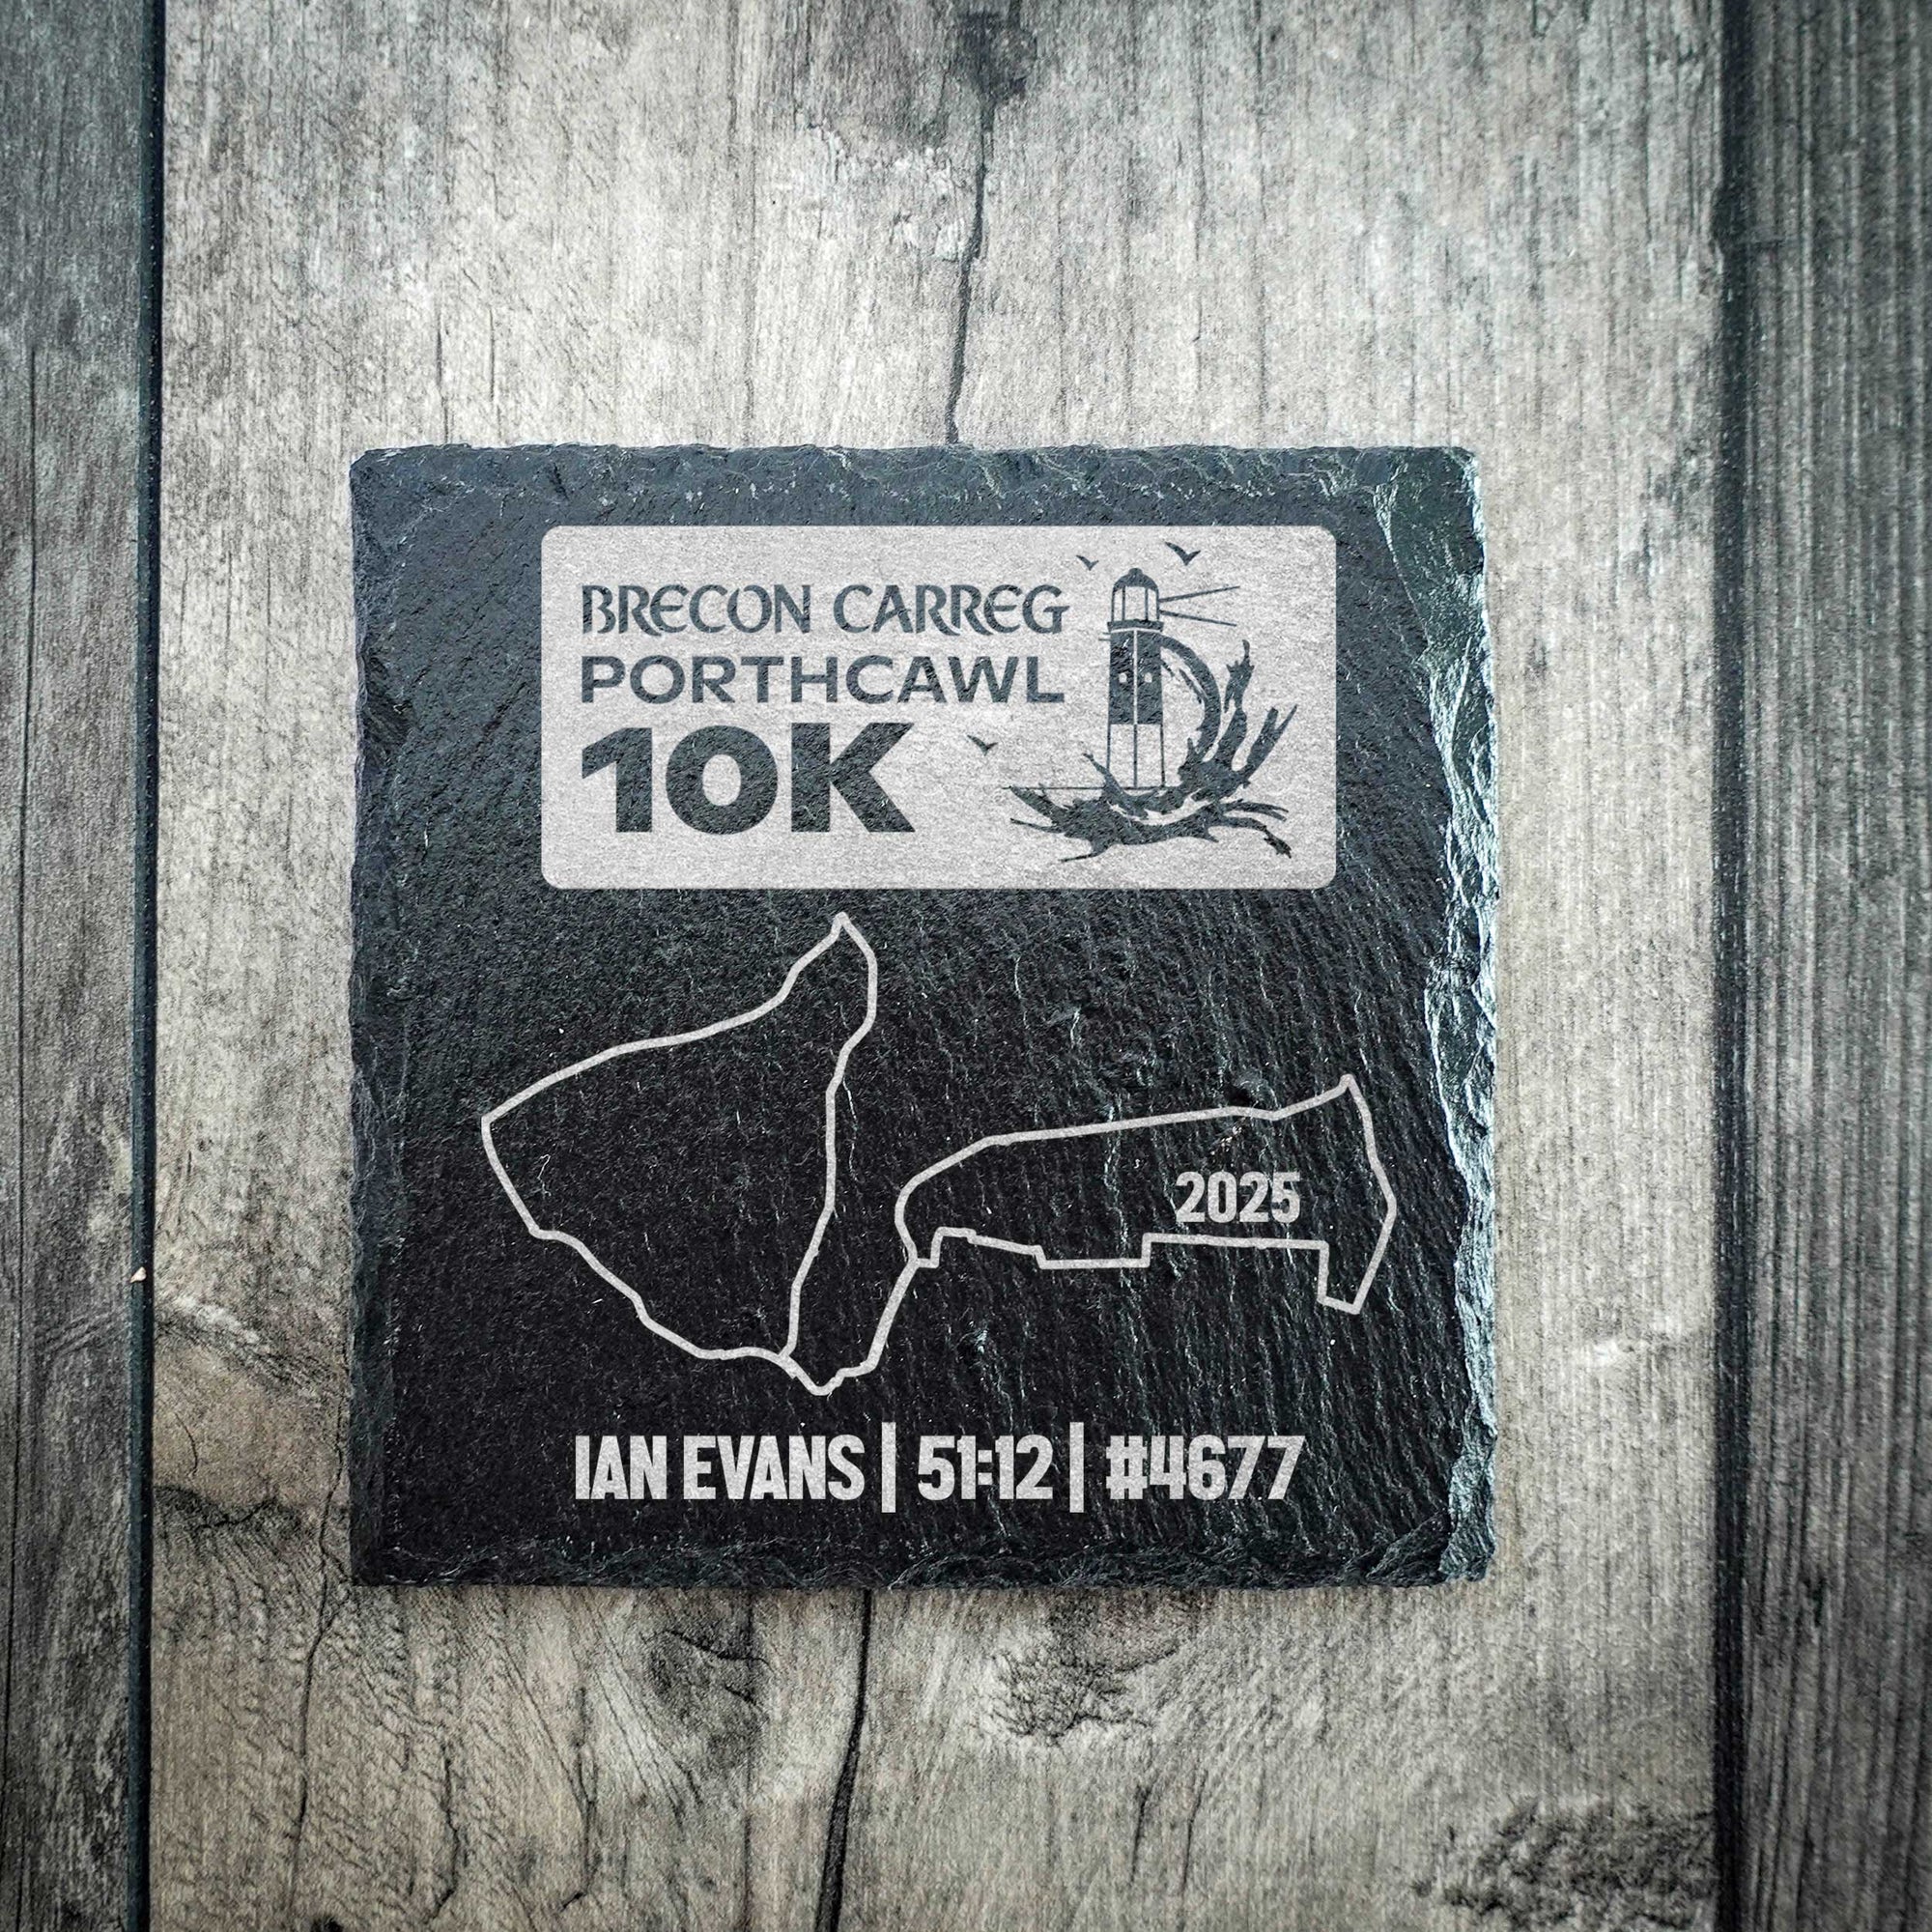 BRECON CARREG
PORTHCAWL
10K
2025
IAN EVANS | 51:12 | #4677